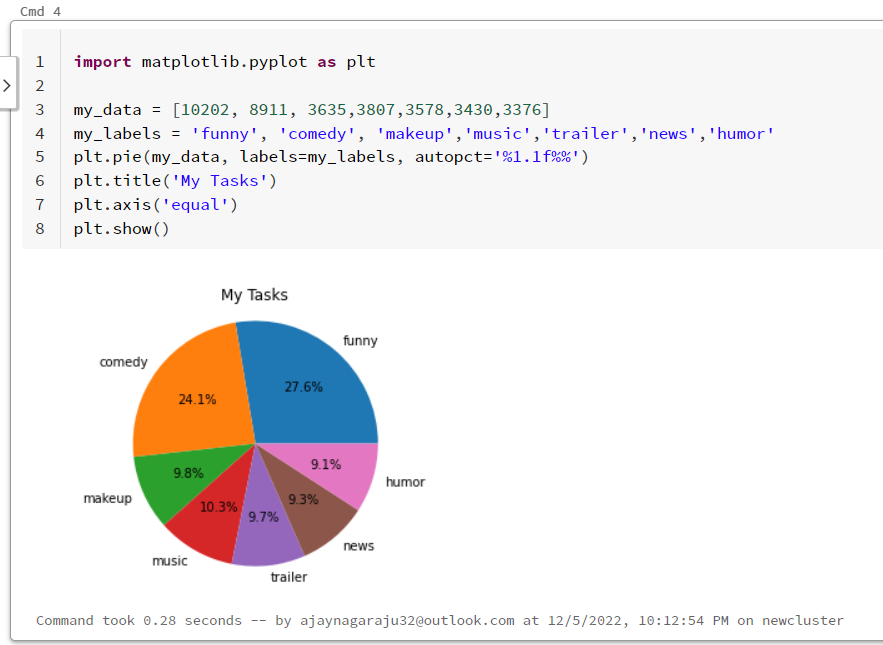 Cmd 4
1 import matplotlib.pyplot as plt
2
3 my_data = [10202, 8911, 3635,3807,3578,3430,3376]
4 my_labels = 'funny', 'comedy', 'makeup','music','trailer','news','humor'
5 plt.pie(my_data, labels=my_labels, autopct='%1.1f%%')
6 plt.title('My Tasks')
7 plt.axis('equal')
8 plt.show()
My Tasks
funny
comedy
27.6%
24.1%
9.1%
9.8%
humor
makeup
9.3%
10.3%
9.7%
news
music
trailer
Command took 0.28 seconds -- by ajaynagaraju32@outlook.com at 12/5/2022, 10:12:54 PM on newcluster